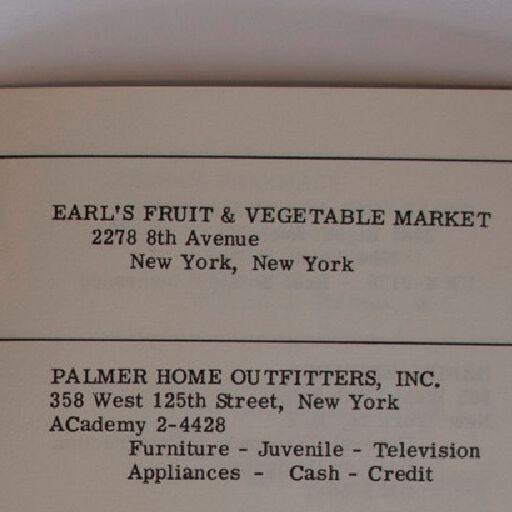 EARL'S FRUIT & VEGETABLE MARKET
2278 8th Avenue
New York, New York
PALMER HOME OUTFITTERS, INC.
358 West 125th Street, New York
ACademy 2-4428
Furniture - Juvenile - Television
Appliances - Cash - Credit